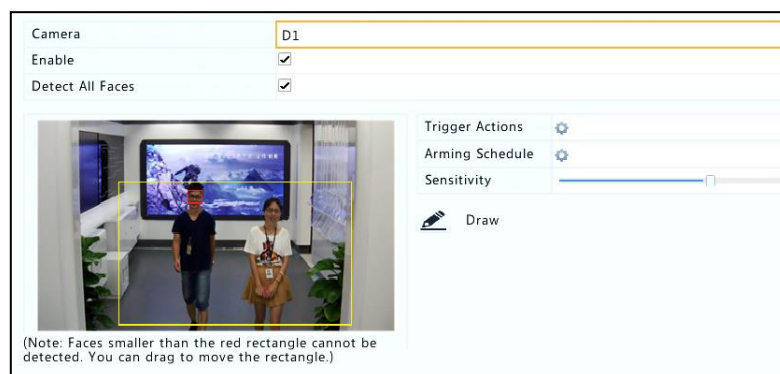 Camera
D1
Enable
Detect All Faces
Trigger Actions
Arming Schedule
Sensitivity
Draw
(Note: Faces smaller than the red rectangle cannot be
detected. You can drag to move the rectangle.)